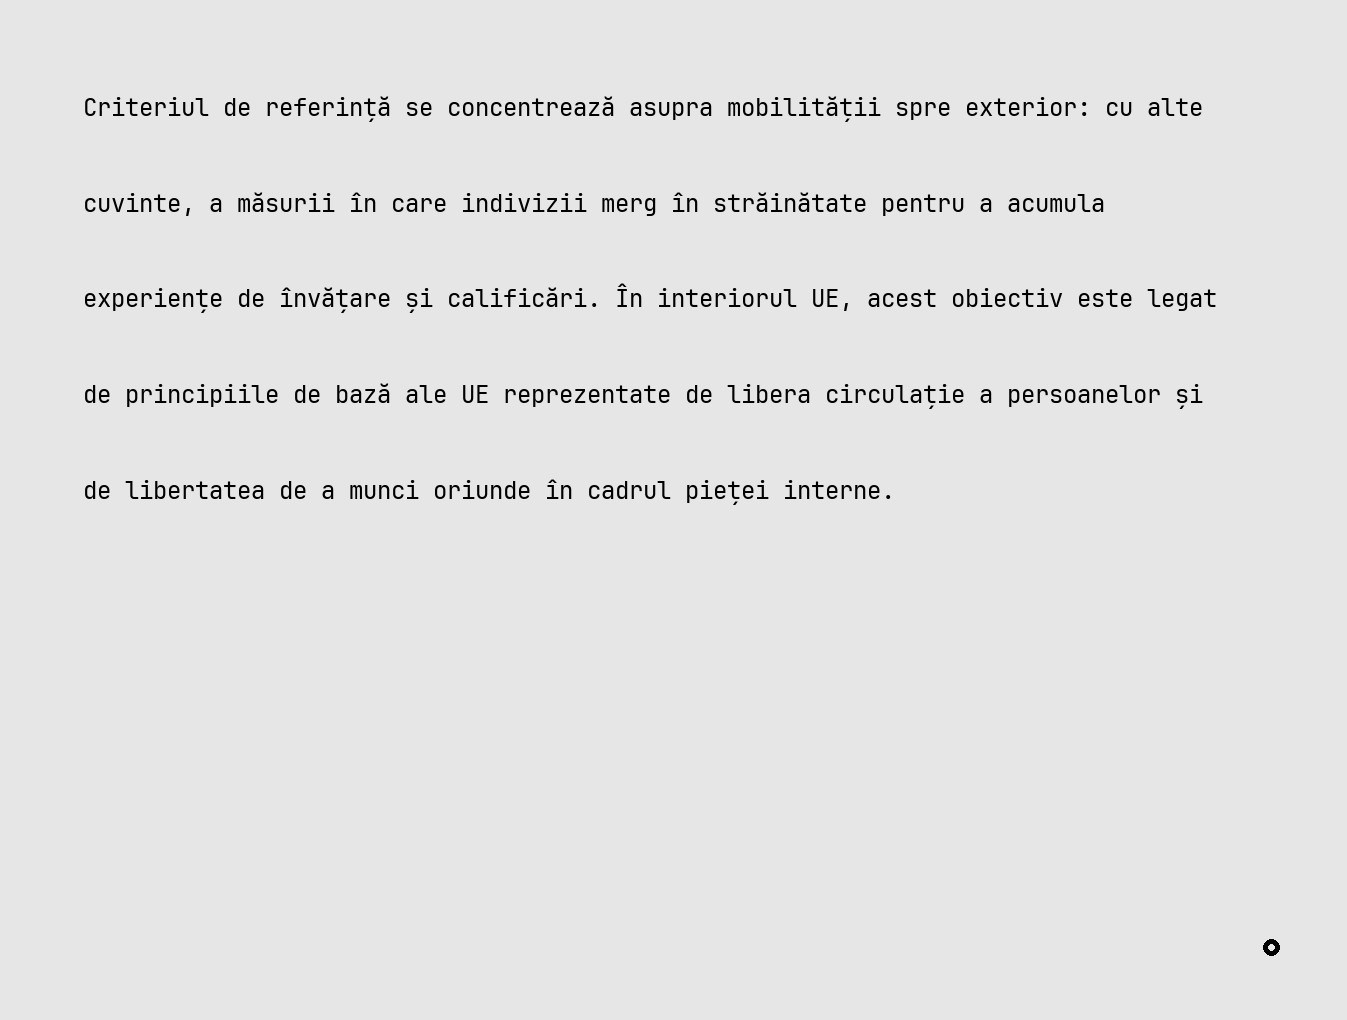 Criteriul de referință se concentrează asupra mobilității spre exterior: cu alte
cuvinte, a măsurii în care indivizii merg în străinătate pentru a acumula
experiențe de învățare și calificări. În interiorul UE, acest obiectiv este legat
de principiile de bază ale UE reprezentate de libera circulație a persoanelor și
de libertatea de a munci oriunde în cadrul pieței interne.